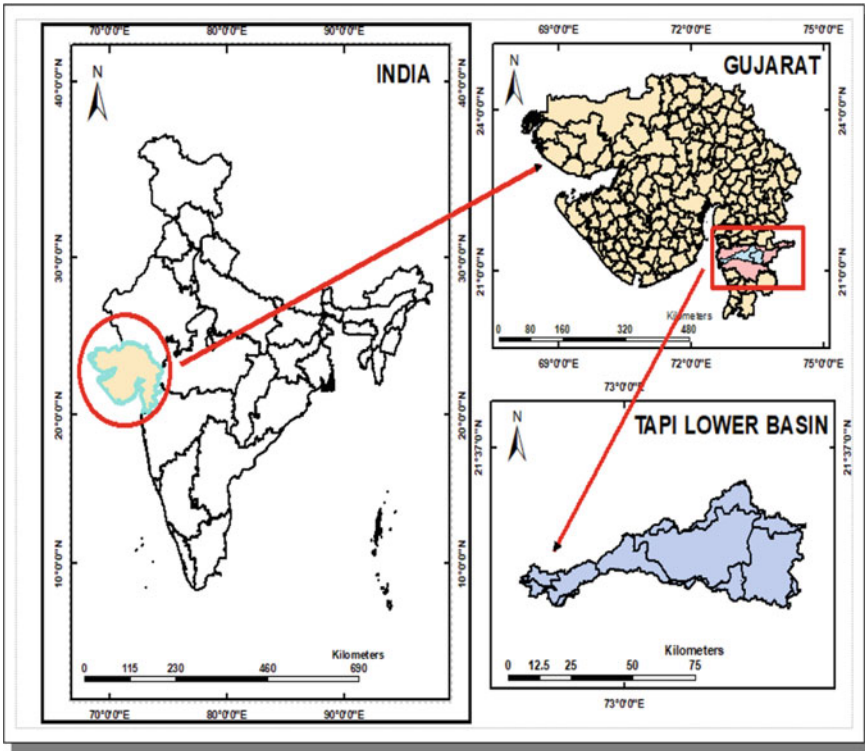 70°0'0"E 80°0'0"E 90°0'0"E
N
INDIA
40°0'0"N
40°0'0"N
30°0'0"N
30°0'0"N
20°0'0"N
20°0'0"N
10°0'0"N
10°0'0"N
Kilometers
0 115 230 460 690
70°0'0"E 80°0'0"E 90°0'0"E
69°0'0"E 72°0'0"E 75°0'0"E
N
GUJARAT
24°0'0"N
24°0'0"N
21°0'0"N
21°0'0"N
Kilometers
0 80 160 320 480
69°0'0"E 72°0'0"E 75°0'0"E
73°0'0"E
N
TAPI LOWER BASIN
21°37'0"N
21°37'0"N
Kilometers
0 12.5 25 50 75
73°0'0"E